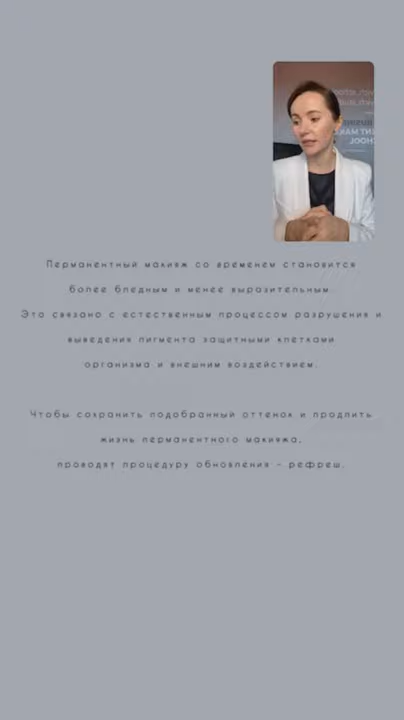 Перманентный макияж со временем становится
более бледным и менее выразительным.
Это связано с естественным процессом разрушения и
выведения пигмента защитными клетками
организма и внешним воздействием.
Чтобы сохранить подобранный оттенок и продлить
жизнь перманентного макияжа,
проводят процедуру обновления - рефреш.